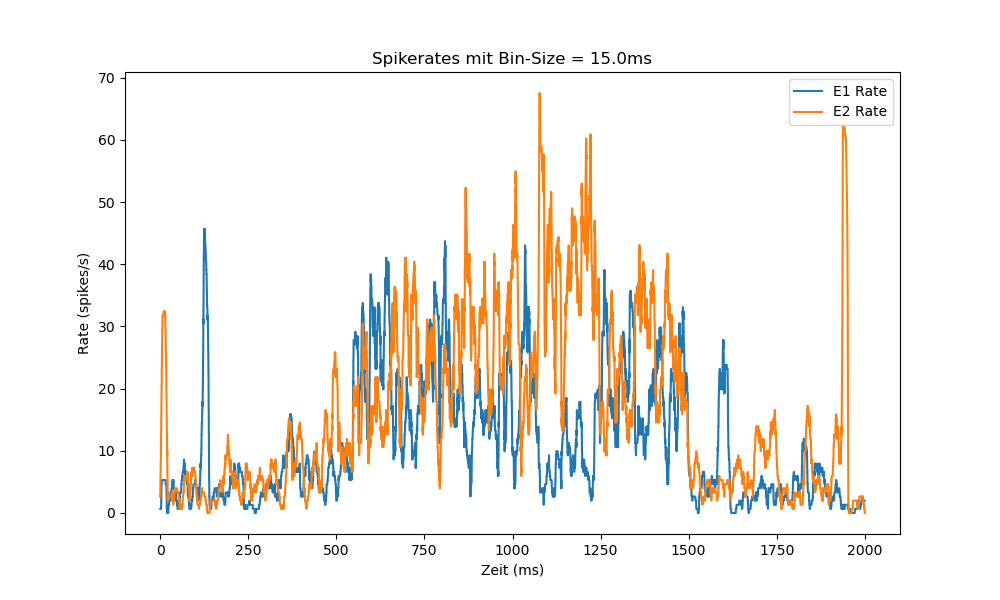 Spikerates mit Bin-Size = 15.0ms
E1 Rate
E2 Rate
Rate (spikes/s)
70
60
50
40
30
20
10
0
0 250 500 750 1000 1250 1500 1750 2000
Zeit (ms)